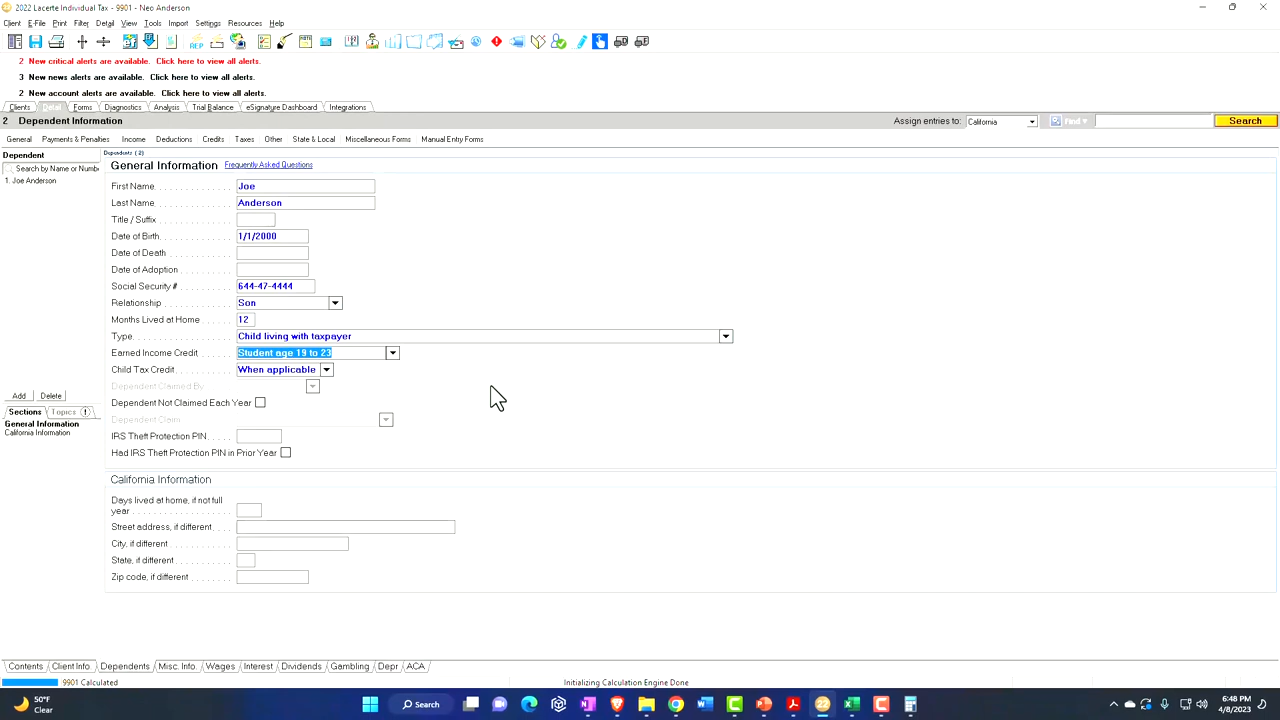 2022 Lacerte Individual Tax - 9901 - Neo Anderson
Client E-File Print Filter Detail View Tools Import Settings Resources Help
2 New critical alerts are available. Click here to view all alerts.
3 New news alerts are available. Click here to view all alerts.
2 New account alerts are available. Click here to view all alerts.
Clients Detail Forms Diagnostics Analysis Trial Balance eSignature Dashboard Integrations
2 Dependent Information Assign entries to: California Find Search
General Payments & Penalties Income Deductions Credits Taxes Other State & Local Miscellaneous Forms Manual Entry Forms
Dependent
Search by Name or Numb
1. Joe Anderson
Add Delete
Sections Topics
General Information
California Information
Dependents (2)
General Information Frequently Asked Questions
First Name Joe
Last Name Anderson
Title / Suffix
Date of Birth 1/1/2000
Date of Death
Date of Adoption
Social Security # 644-47-4444
Relationship Son
Months Lived at Home 12
Type Child living with taxpayer
Earned Income Credit Student age 19 to 23
Child Tax Credit When applicable
Dependent Claimed By
Dependent Not Claimed Each Year
Dependent Claim
IRS Theft Protection PIN
Had IRS Theft Protection PIN in Prior Year
California Information
Days lived at home, if not full
year
Street address, if different
City, if different
State, if different
Zip code, if different
Contents Client Info. Dependents Misc. Info. Wages Interest Dividends Gambling Depr ACA
9901 Calculated Initializing Calculation Engine Done
50°F
Clear
Search
6:48 PM
4/8/2023